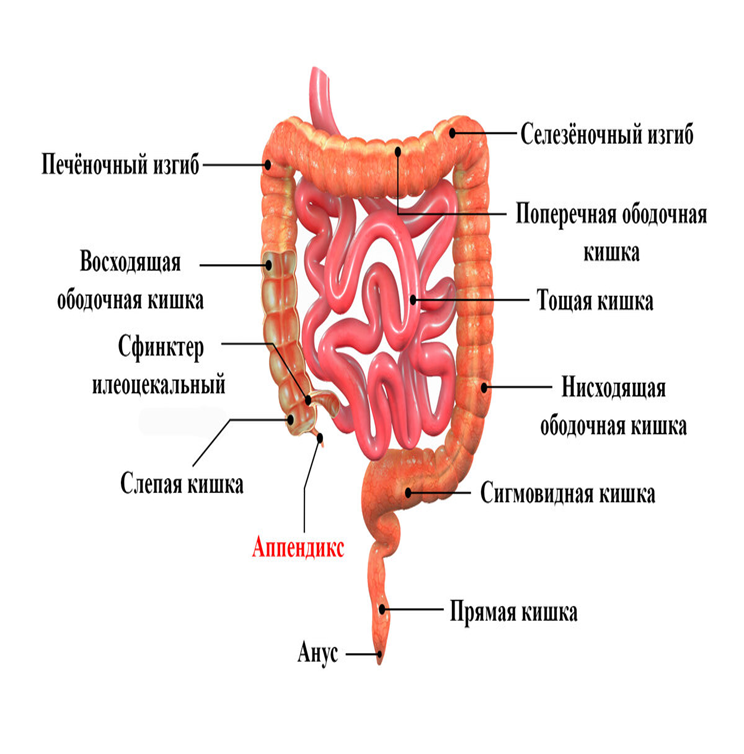 Селезёночный изгиб
Печёночный изгиб
Поперечная ободочная
кишка
Восходящая
ободочная кишка
Тощая кишка
Сфинктер
илеоцекальный
Нисходящая
ободочная кишка
Слепая кишка
Сигмовидная кишка
Аппендикс
Прямая кишка
Анус